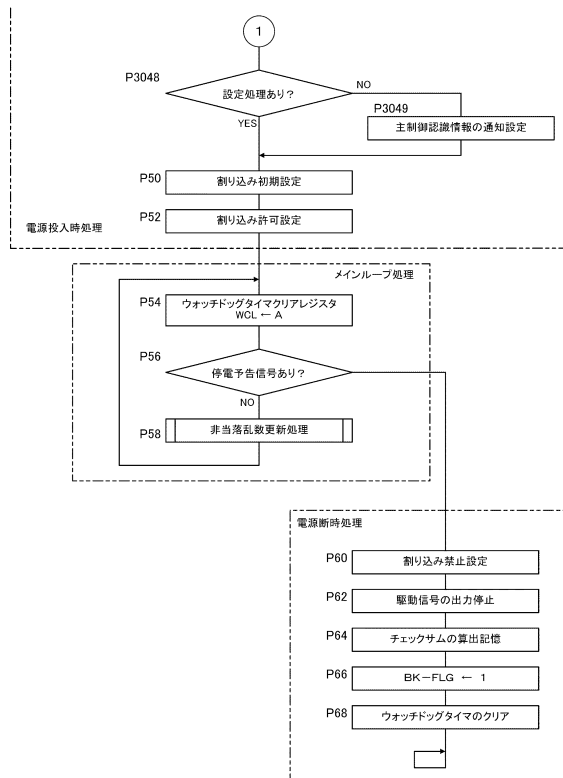 1
P3048
設定処理あり？
NO
YES
P3049
主制御認識情報の通知設定
P50
割り込み初期設定
P52
割り込み許可設定
電源投入時処理
メインループ処理
P54
ウォッチドッグタイマクリアレジスタ
WCL ← A
P56
停電予告信号あり？
NO
P58
非当落乱数更新処理
電源断時処理
P60
割り込み禁止設定
P62
駆動信号の出力停止
P64
チェックサムの算出記憶
P66
BK－FLG ← 1
P68
ウォッチドッグタイマのクリア